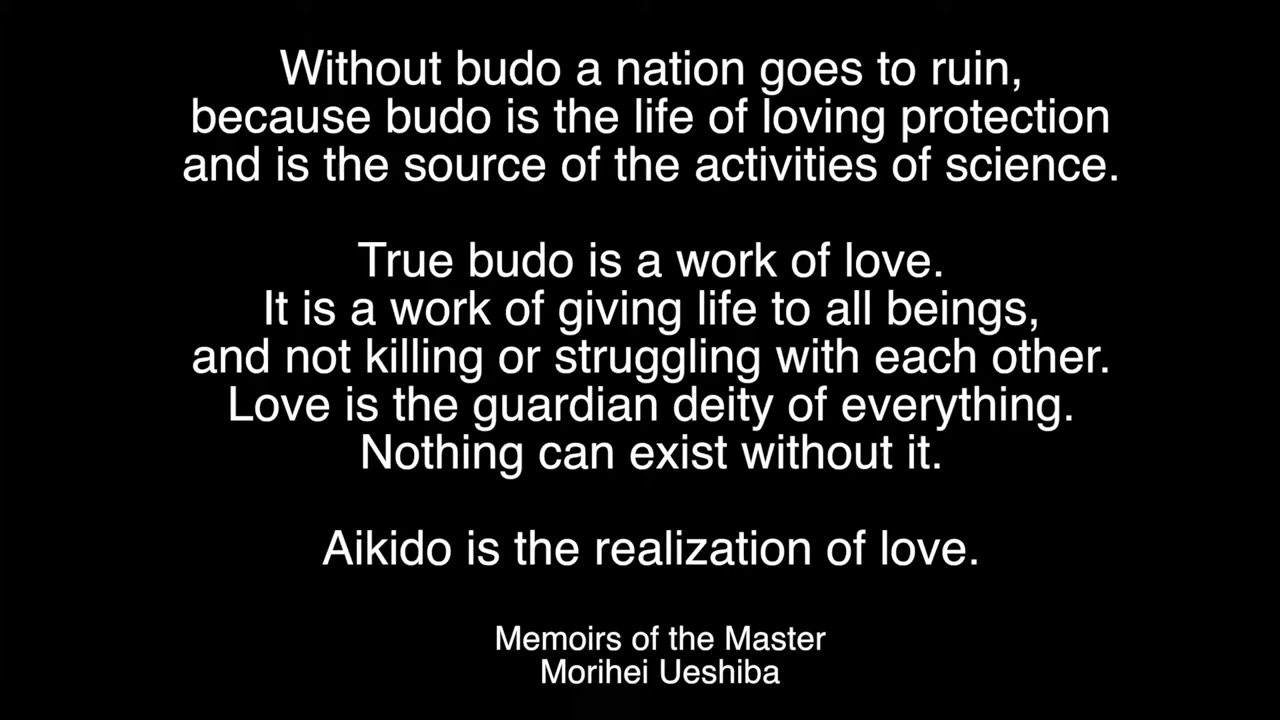 Without budo a nation goes to ruin,
because budo is the life of loving protection
and is the source of the activities of science.
True budo is a work of love.
It is a work of giving life to all beings,
and not killing or struggling with each other.
Love is the guardian deity of everything.
Nothing can exist without it.
Aikido is the realization of love.
Memoirs of the Master
Morihei Ueshiba